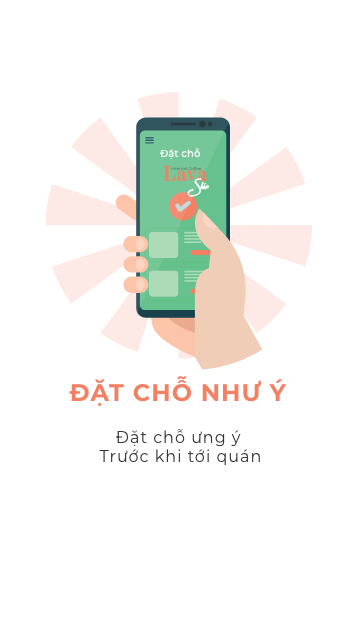 Đặt chỗ
Lava
ĐẶT CHỖ NHƯ Ý
Đặt chỗ ưng ý
Trước khi tới quán